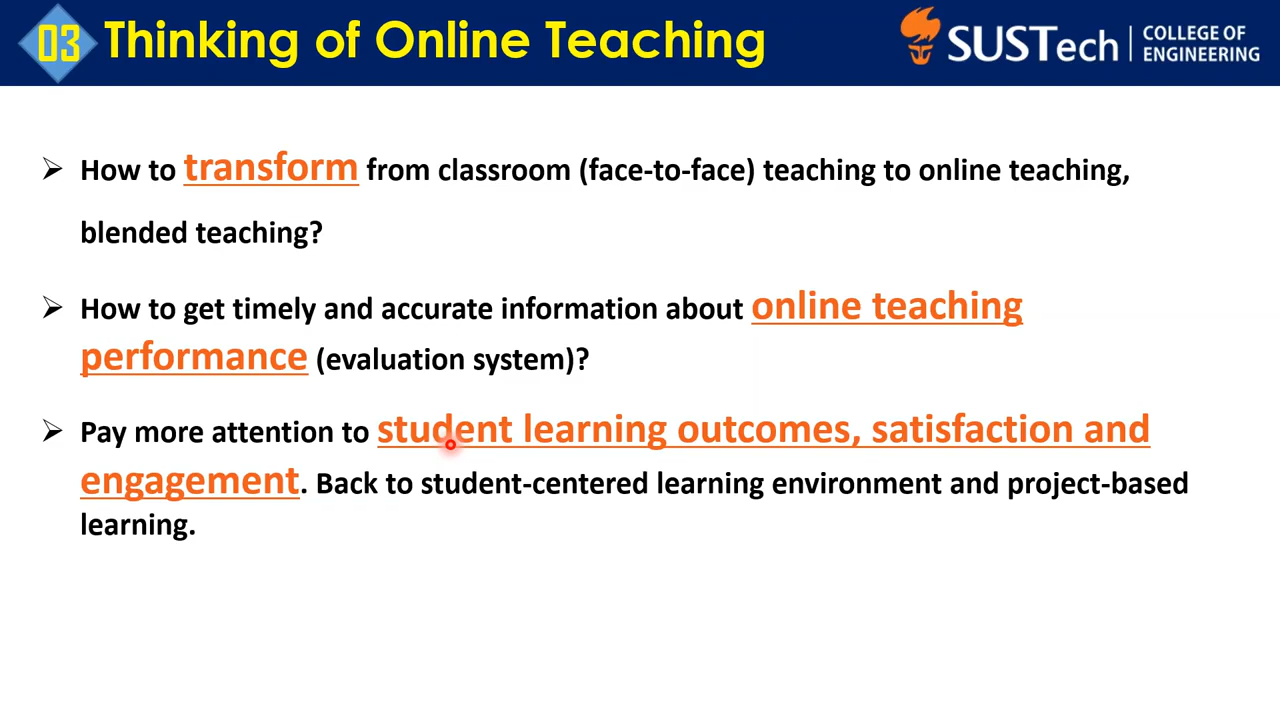 03 Thinking of Online Teaching
SUSTech COLLEGE OF
ENGINEERING
How to transform from classroom (face-to-face) teaching to online teaching,
blended teaching?
How to get timely and accurate information about online teaching
performance (evaluation system)?
Pay more attention to student learning outcomes, satisfaction and
engagement. Back to student-centered learning environment and project-based
learning.